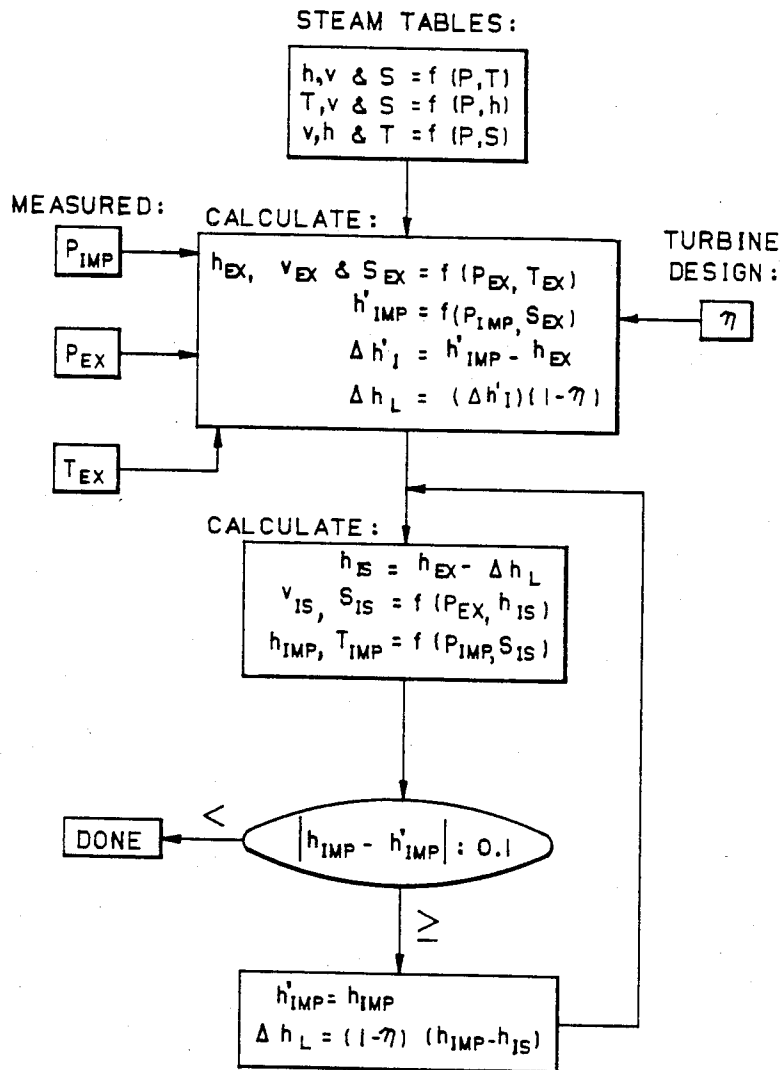 STEAM TABLES:
h,v & S = f (P,T)
T,v & S = f (P,h)
v,h & T = f (P,S)
MEASURED:
P_IMP
P_EX
T_EX
CALCULATE:
h_EX, v_EX & S_EX = f (P_EX, T_EX)
h'_IMP = f(P_IMP, S_EX)
Δh'_I = h'_IMP - h_EX
Δh_L = (Δh'_I)(1-η)
TURBINE
DESIGN:
η
CALCULATE:
h_IS = h_EX - Δh_L
v_IS, S_IS = f (P_EX, h_IS)
h_IMP, T_IMP = f (P_IMP, S_IS)
|h_IMP - h'_IMP| : 0.1
<
DONE
≥
h'_IMP = h_IMP
Δh_L = (1-η) (h_IMP-h_IS)